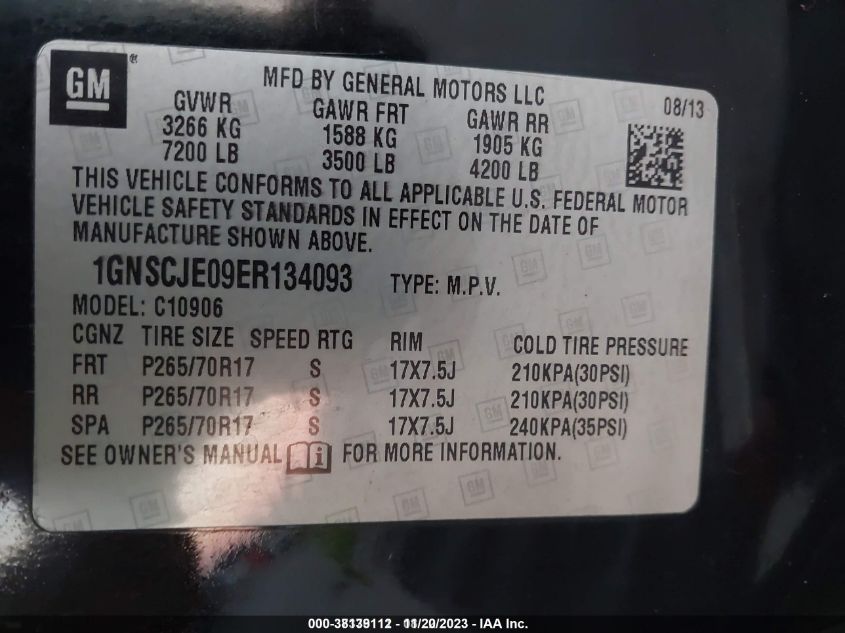 GM
MFD BY GENERAL MOTORS LLC
08/13
GVWR GAWR FRT GAWR RR
3266 KG 1588 KG 1905 KG
7200 LB 3500 LB 4200 LB
THIS VEHICLE CONFORMS TO ALL APPLICABLE U.S. FEDERAL MOTOR
VEHICLE SAFETY STANDARDS IN EFFECT ON THE DATE OF
MANUFACTURE SHOWN ABOVE.
1GNSCJE09ER134093 TYPE: M.P.V.
MODEL: C10906
CGNZ TIRE SIZE SPEED RTG RIM COLD TIRE PRESSURE
FRT P265/70R17 S 17X7.5J 210KPA(30PSI)
RR P265/70R17 S 17X7.5J 210KPA(30PSI)
SPA P265/70R17 S 17X7.5J 240KPA(35PSI)
SEE OWNER'S MANUAL i FOR MORE INFORMATION.
- IAA Inc.